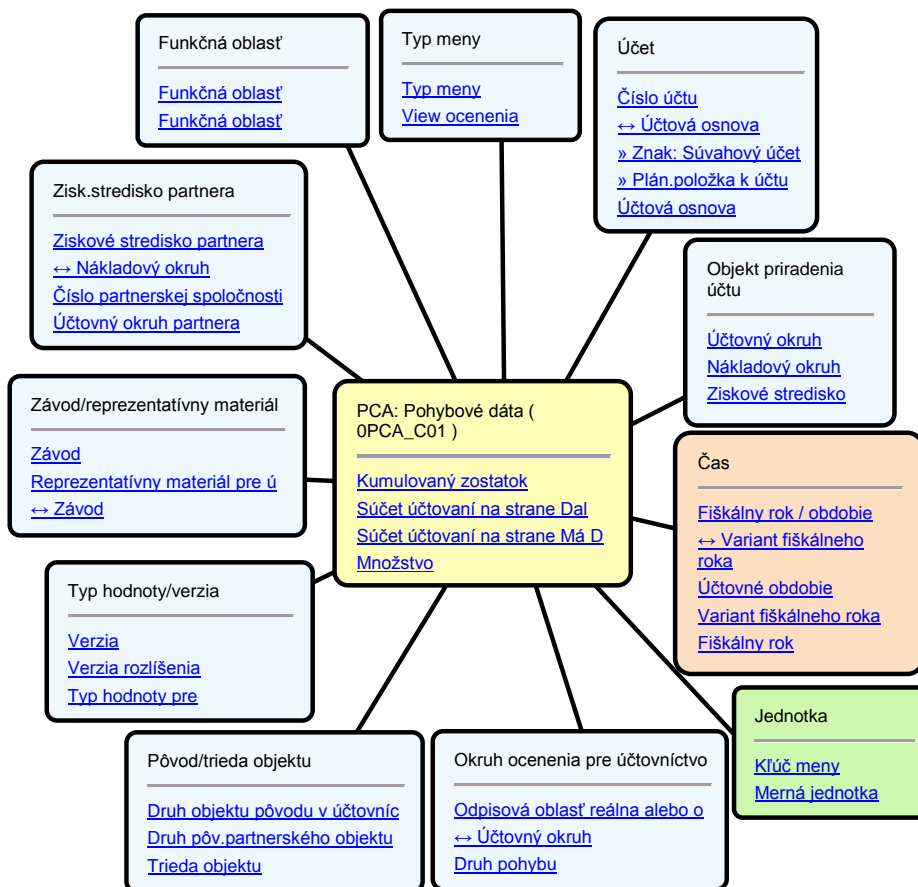 Funkčná oblasť
Funkčná oblasť
Funkčná oblasť
Typ meny
Typ meny
View ocenenia
Účet
Číslo účtu
↔ Účtová osnova
» Znak: Súvahový účet
» Plán.položka k účtu
Účtová osnova
Zisk.stredisko partnera
Ziskové stredisko partnera
↔ Nákladový okruh
Číslo partnerskej spoločnosti
Účtovný okruh partnera
Objekt priradenia
účtu
Účtovný okruh
Nákladový okruh
Ziskové stredisko
Závod/reprezentatívny materiál
Závod
Reprezentatívny materiál pre ú
↔ Závod
PCA: Pohybové dáta (
0PCA_C01 )
Kumulovaný zostatok
Súčet účtovaní na strane Dal
Súčet účtovaní na strane Má D
Množstvo
Čas
Fiškálny rok / obdobie
↔ Variant fiškálneho
roka
Účtovné obdobie
Variant fiškálneho roka
Fiškálny rok
Typ hodnoty/verzia
Verzia
Verzia rozlíšenia
Typ hodnoty pre
Jednotka
Kľúč meny
Merná jednotka
Pôvod/trieda objektu
Druh objektu pôvodu v účtovníc
Druh pôv.partnerského objektu
Trieda objektu
Okruh ocenenia pre účtovníctvo
Odpisová oblasť reálna alebo o
↔ Účtovný okruh
Druh pohybu